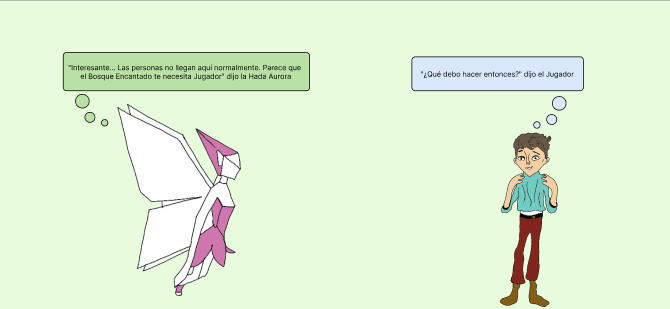 "Interesante... Las personas no llegan aquí normalmente. Parece que
el Bosque Encantado te necesita Jugador" dijo la Hada Aurora
"¿Qué debo hacer entonces?" dijo el Jugador